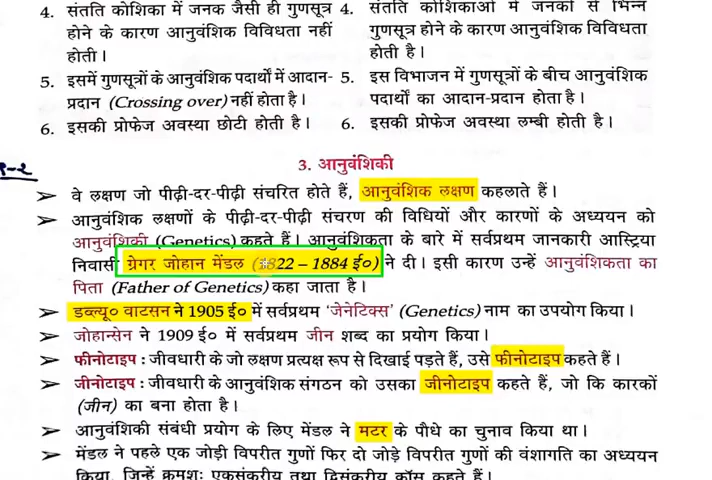 4. संतति कोशिका में जनक जैसी ही गुणसूत्र होने के कारण आनुवंशिक विविधता नहीं होती।
4. संतति कोशिकाओं में जनकों से भिन्न गुणसूत्र होने के कारण आनुवंशिक विविधता होती है।
5. इसमें गुणसूत्रों के आनुवंशिक पदार्थों में आदान-प्रदान (Crossing over) नहीं होता है।
5. इस विभाजन में गुणसूत्रों के बीच आनुवंशिक पदार्थों का आदान-प्रदान होता है।
6. इसकी प्रोफेज अवस्था छोटी होती है।
6. इसकी प्रोफेज अवस्था लम्बी होती है।
3. आनुवंशिकी
➢ वे लक्षण जो पीढ़ी-दर-पीढ़ी संचरित होते हैं, आनुवंशिक लक्षण कहलाते हैं।
➢ आनुवंशिक लक्षणों के पीढ़ी-दर-पीढ़ी संचरण की विधियों और कारणों के अध्ययन को
आनुवंशिकी (Genetics) कहते हैं। आनुवंशिकता के बारे में सर्वप्रथम जानकारी आस्ट्रिया
निवासी ग्रेगर जोहान मेंडल (1822 – 1884 ई०) ने दी। इसी कारण उन्हें आनुवंशिकता का
पिता (Father of Genetics) कहा जाता है।
➢ डब्ल्यू० वाटसन ने 1905 ई० में सर्वप्रथम 'जेनेटिक्स' (Genetics) नाम का उपयोग किया।
➢ जोहान्सेन ने 1909 ई० में सर्वप्रथम जीन शब्द का प्रयोग किया।
➢ फीनोटाइप : जीवधारी के जो लक्षण प्रत्यक्ष रूप से दिखाई पड़ते हैं, उसे फीनोटाइप कहते हैं।
➢ जीनोटाइप : जीवधारी के आनुवंशिक संगठन को उसका जीनोटाइप कहते हैं, जो कि कारकों
(जीन) का बना होता है।
➢ आनुवंशिकी संबंधी प्रयोग के लिए मेंडल ने मटर के पौधे का चुनाव किया था।
➢ मेंडल ने पहले एक जोड़ी विपरीत गुणों फिर दो जोड़े विपरीत गुणों की वंशागति का अध्ययन
किया, जिन्हें क्रमशः एकसंकरीय तथा द्विसंकरीय क्रॉस कहते हैं।